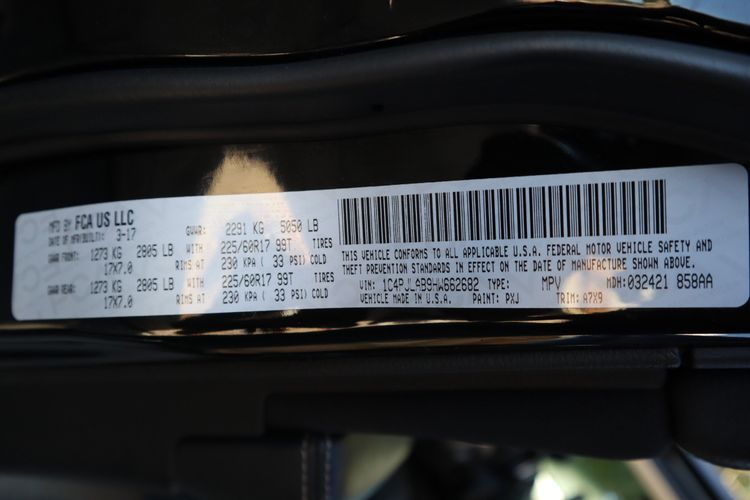 MFD BY FCA US LLC
DATE OF MFR/BUILT: 3-17 GVWR: 2291 KG 5050 LB
GAWR FRONT: 1273 KG 2805 LB WITH 225/60R17 99T TIRES
17X7.0 RIMS AT 230 KPA ( 33 PSI) COLD
GAWR REAR: 1273 KG 2805 LB WITH 225/60R17 99T TIRES
17X7.0 RIMS AT 230 KPA ( 33 PSI) COLD
THIS VEHICLE CONFORMS TO ALL APPLICABLE U.S.A. FEDERAL MOTOR VEHICLE SAFETY AND
THEFT PREVENTION STANDARDS IN EFFECT ON THE DATE OF MANUFACTURE SHOWN ABOVE.
VIN: 1C4PJLAB9HW662682 TYPE: MPV MDH: 032421 858AA
VEHICLE MADE IN U.S.A. PAINT: PXJ TRIM: A7X9